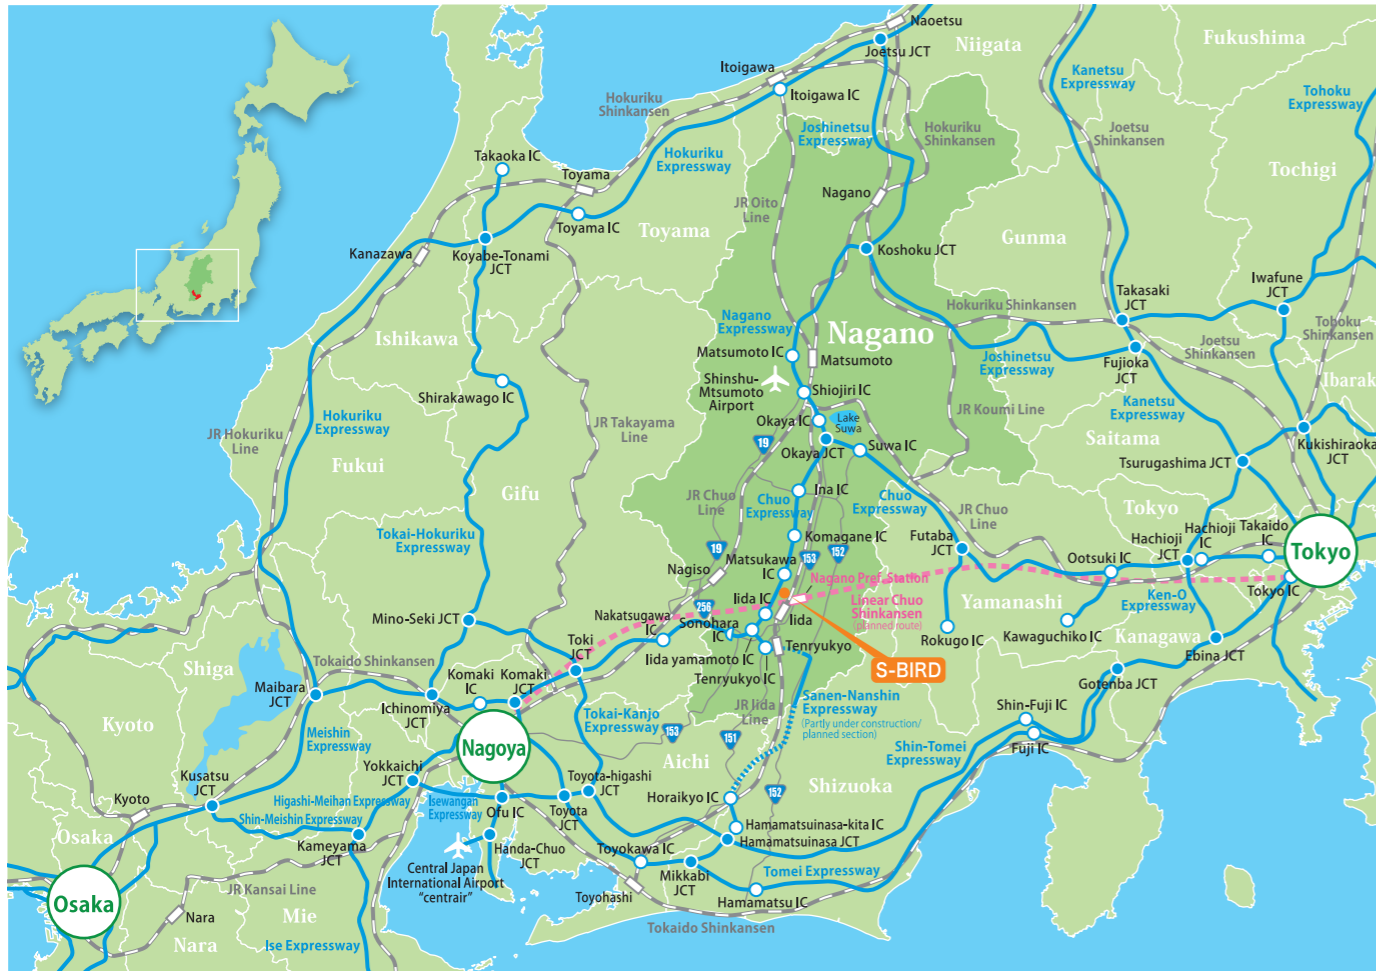 Naoetsu
Joetsu JCT
Niigata
Fukushima
Itoigawa
Itoigawa IC
Kanetsu
Expressway
Tohoku
Expressway
Hokuriku
Shinkansen
Joshinetsu
Expressway
Hokuriku
Shinkansen
Joetsu
Shinkansen
Takaoka IC
Hokuriku
Expressway
Toyama
Tochigi
Nagano
JR Oito
Line
Toyama IC
Toyama
Gunma
Kanazawa
Koyabe-Tonami
JCT
Koshoku JCT
Iwafune
JCT
Takasaki
JCT
Hokuriku Shinkansen
Nagano
Expressway
Nagano
Tohoku
Shinkansen
Ishikawa
Matsumoto IC
Matsumoto
Joshinetsu
Expressway
Fujioka
JCT
Joetsu
Shinkansen
Shinshu-
Mtsumoto
Airport
Shiojiri IC
Ibarak
Shirakawago IC
Kanetsu
Expressway
Hokuriku
Expressway
JR Takayama
Line
Okaya IC
Lake
Suwa
JR Koumi Line
JR Hokuriku
Line
19
Okaya JCT
Suwa IC
Saitama
Kukishiraoka
JCT
Tsurugashima JCT
Fukui
Gifu
Ina IC
JR Chuo
Line
Chuo
Expressway
Chuo
Expressway
JR Chuo
Line
Tokyo
Tokai-Hokuriku
Expressway
Komagane IC
Futaba
JCT
Hachioji
JCT
Hachioji
IC
Takaido
IC
Tokyo
19
153
152
Matsukawa
IC
Ootsuki IC
Nagiso
Nagano Pref.Station
Tokyo IC
Iida IC
Linear Chuo
Shinkansen
(planned route)
Yamanashi
Ken-O
Expressway
Mino-Seki JCT
Nakatsugawa
IC
256
Sonohara
IC
Iida
Rokugo IC
Kawaguchiko IC
Kanagawa
Toki
JCT
Iida yamamoto IC
Tenryukyo
Ebina JCT
Shiga
Tokaido Shinkansen
Tenryukyo IC
S-BIRD
Gotenba JCT
Maibara
JCT
Komaki
IC
Komaki
JCT
Ichinomiya
JCT
Sanen-Nanshin
Expressway
(Partly under construction/
planned section)
JR Iida
Line
Tokai-Kanjo
Expressway
Shin-Fuji IC
Kyoto
Meishin
Expressway
153
151
Fuji IC
Nagoya
Aichi
Shin-Tomei
Expressway
Yokkaichi
JCT
Kusatsu
JCT
Toyota-higashi
JCT
Shizuoka
152
Kyoto
Higashi-Meihan Expressway
Isewangan
Expressway
Ofu IC
Toyota
JCT
Horaikyo IC
Shin-Meishin Expressway
Osaka
Hamamatsuinasa-kita IC
Kameyama
JCT
Handa-Chuo
JCT
Hamamatsuinasa JCT
Toyokawa IC
Central Japan
International Airport
"centrair"
Mikkabi
JCT
Tomei Expressway
JR Kansai Line
Osaka
Toyohashi
Hamamatsu IC
Nara
Mie
Tokaido Shinkansen
Nara
Ise Expressway